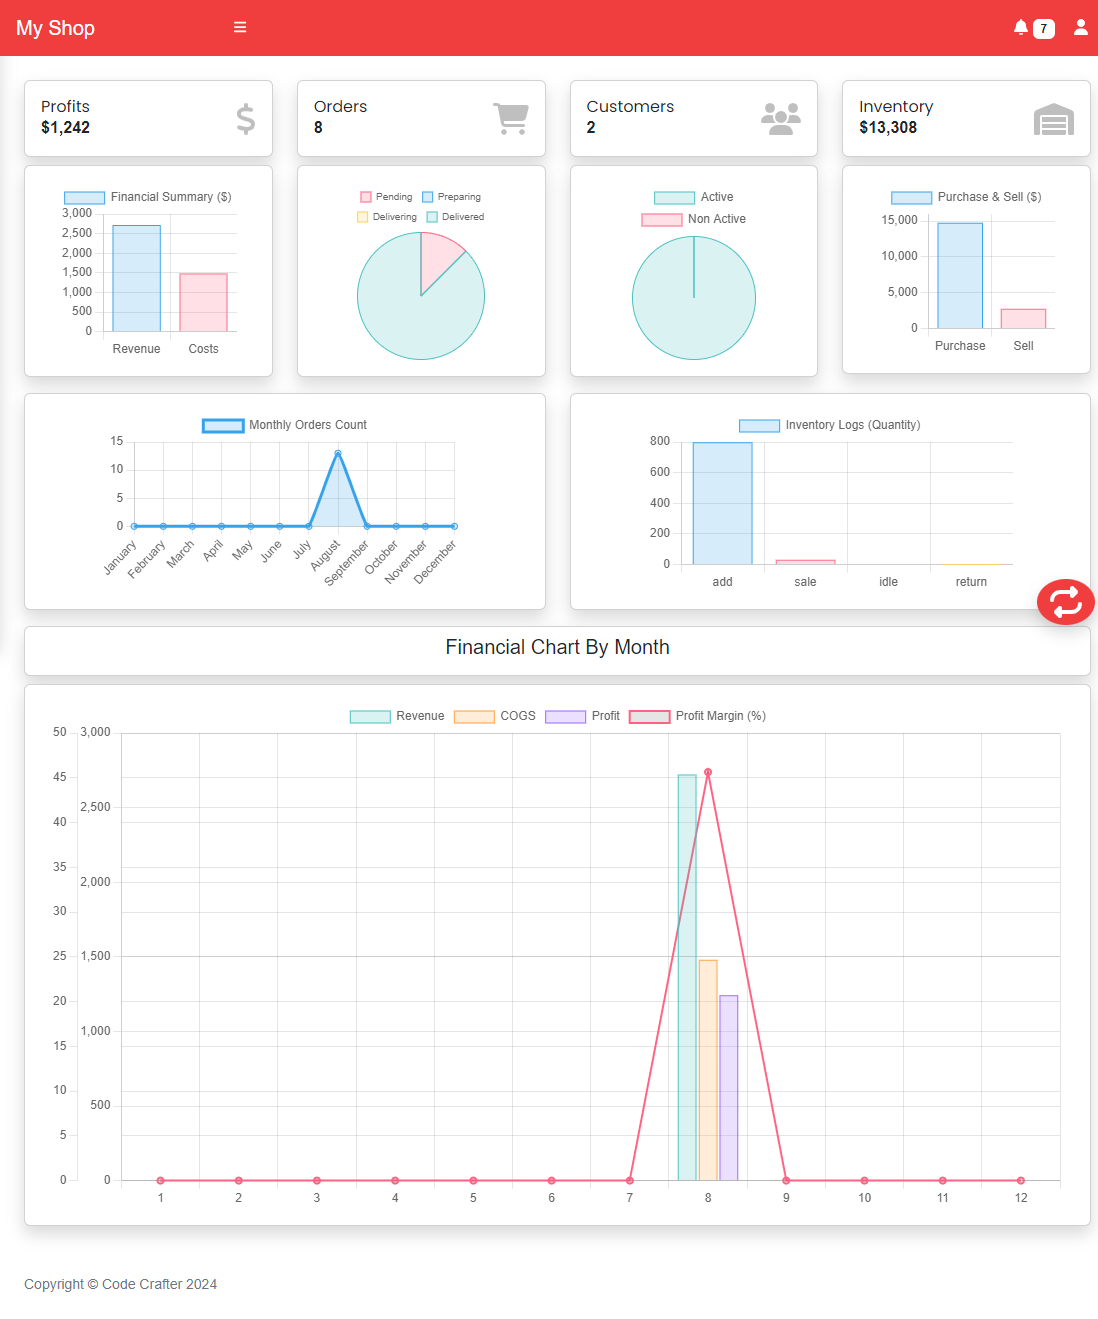 My Shop
7
Profits
$1,242
Orders
8
Customers
2
Inventory
$13,308
Financial Summary ($)
3,000
2,500
2,000
1,500
1,000
500
0
Revenue Costs
Pending Preparing
Delivering Delivered
Active
Non Active
Purchase & Sell ($)
15,000
10,000
5,000
0
Purchase Sell
Monthly Orders Count
15
10
5
0
January February March April May June July August September October November December
Inventory Logs (Quantity)
800
600
400
200
0
add sale idle return
Financial Chart By Month
Revenue COGS Profit Profit Margin (%)
50 3,000
45
2,500
40
35
2,000
30
25 1,500
20
1,000
15
10
500
5
0 0
1 2 3 4 5 6 7 8 9 10 11 12
Copyright © Code Crafter 2024